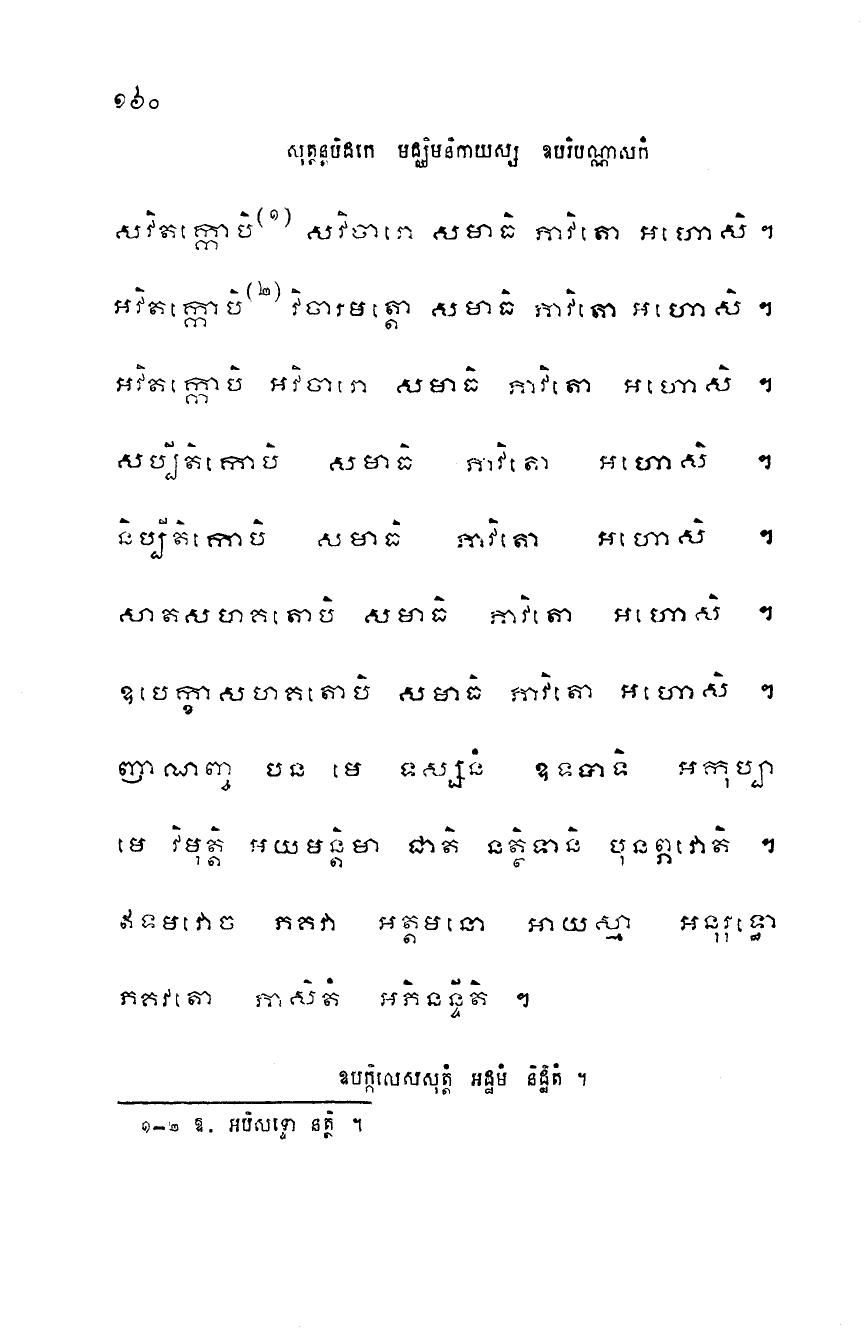 ១៦០
សុត្តន្តបិដកេ មជ្ឈិមនិកាយស្ស ឧបរិបណ្ណាសកំ
សវិតក្កោបិ(១) សវិចារោ សមាធិ ភាវិតោ អហោសិ ។
អវិតក្កោបិ(២) វិចារមត្តោ សមាធិ ភាវិតោ អហោសិ ។
អវិតក្កោបិ អវិចារោ សមាធិ ភាវិតោ អហោសិ ។
សប្បីតិកោបិ សមាធិ ភាវិតោ អហោសិ ។
និប្បីតិកោបិ សមាធិ ភាវិតោ អហោសិ ។
សាតសហគតោបិ សមាធិ ភាវិតោ អហោសិ ។
ឧបេក្ខាសហគតោបិ សមាធិ ភាវិតោ អហោសិ ។
ញាណញ្ច បន មេ ទស្សនំ ឧទបាទិ អកុប្បា
មេ វិមុត្តិ អយមន្តិមា ជាតិ នត្ថិទានិ បុនព្ភវោតិ ។
ឥទមវោច ភគវា អត្តមនោ អាយស្មា អនុរុទ្ធោ
ភគវតោ ភាសិតំ អភិនន្ទីតិ ។
ឧបក្កិលេសសុត្តំ អដ្ឋមំ និដ្ឋិតំ ។
១–២ ឱ. អបិសទ្ទោ នត្ថិ ។